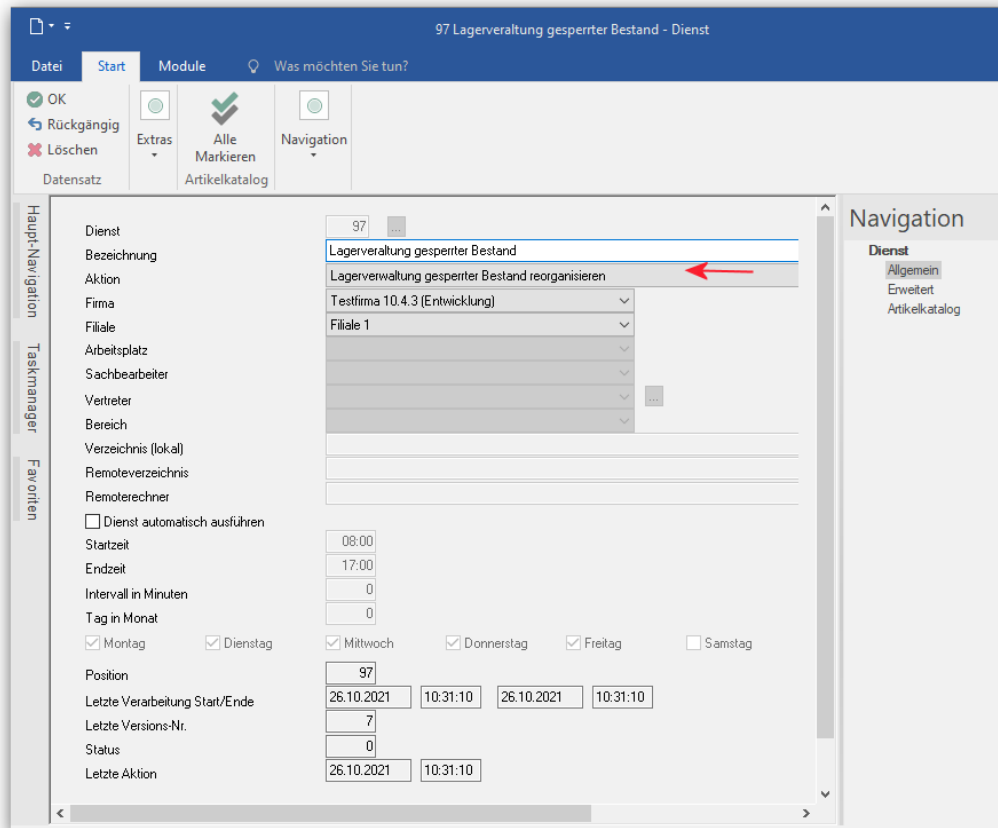 97 Lagerveraltung gesperrter Bestand - Dienst
Datei Start Module Was möchten Sie tun?
OK
Rückgängig
Löschen
Datensatz
Extras
Alle
Markieren
Artikelkatalog
Navigation
Haupt-Navigation
Taskmanager
Favoriten
Dienst 97 ...
Bezeichnung Lagerveraltung gesperrter Bestand
Aktion Lagerverwaltung gesperrter Bestand reorganisieren
Firma Testfirma 10.4.3 (Entwicklung)
Filiale Filiale 1
Arbeitsplatz
Sachbearbeiter
Vertreter ...
Bereich
Verzeichnis (lokal)
Remoteverzeichnis
Remoterechner
Dienst automatisch ausführen
Startzeit 08:00
Endzeit 17:00
Intervall in Minuten 0
Tag in Monat 0
Montag Dienstag Mittwoch Donnerstag Freitag Samstag
Position 97
Letzte Verarbeitung Start/Ende 26.10.2021 10:31:10 26.10.2021 10:31:10
Letzte Versions-Nr. 7
Status 0
Letzte Aktion 26.10.2021 10:31:10
Navigation
Dienst
Allgemein
Erweitert
Artikelkatalog